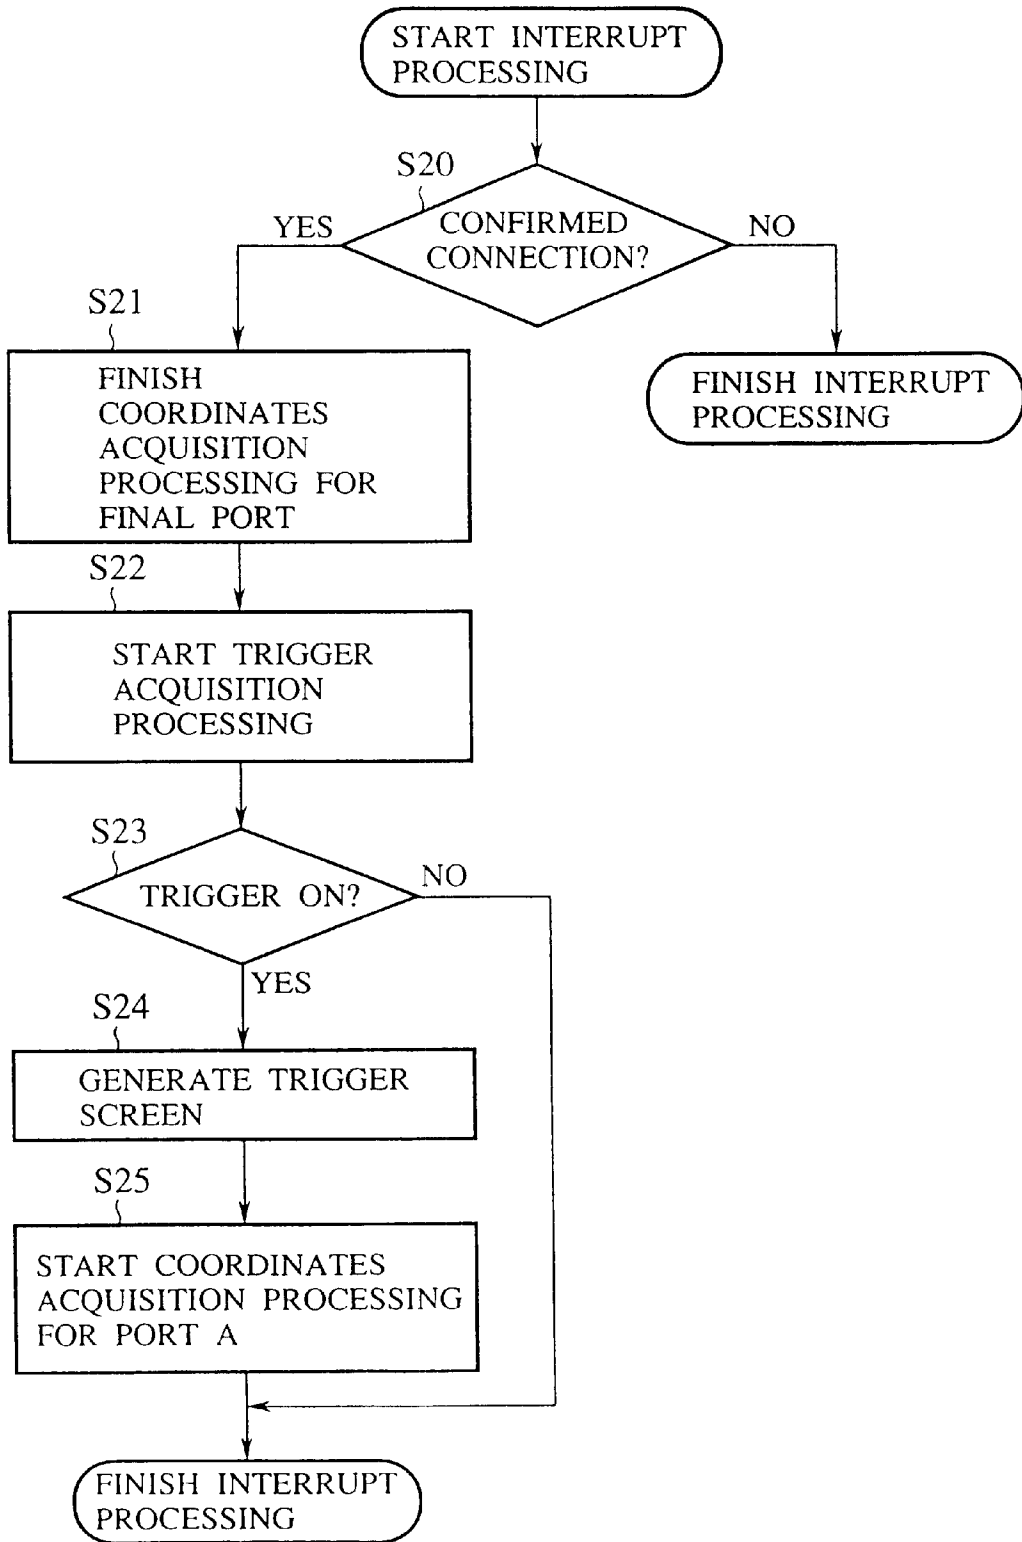 START INTERRUPT
PROCESSING
S20
CONFIRMED
CONNECTION?
YES
NO
S21
FINISH
COORDINATES
ACQUISITION
PROCESSING FOR
FINAL PORT
FINISH INTERRUPT
PROCESSING
S22
START TRIGGER
ACQUISITION
PROCESSING
S23
TRIGGER ON?
NO
YES
S24
GENERATE TRIGGER
SCREEN
S25
START COORDINATES
ACQUISITION PROCESSING
FOR PORT A
FINISH INTERRUPT
PROCESSING